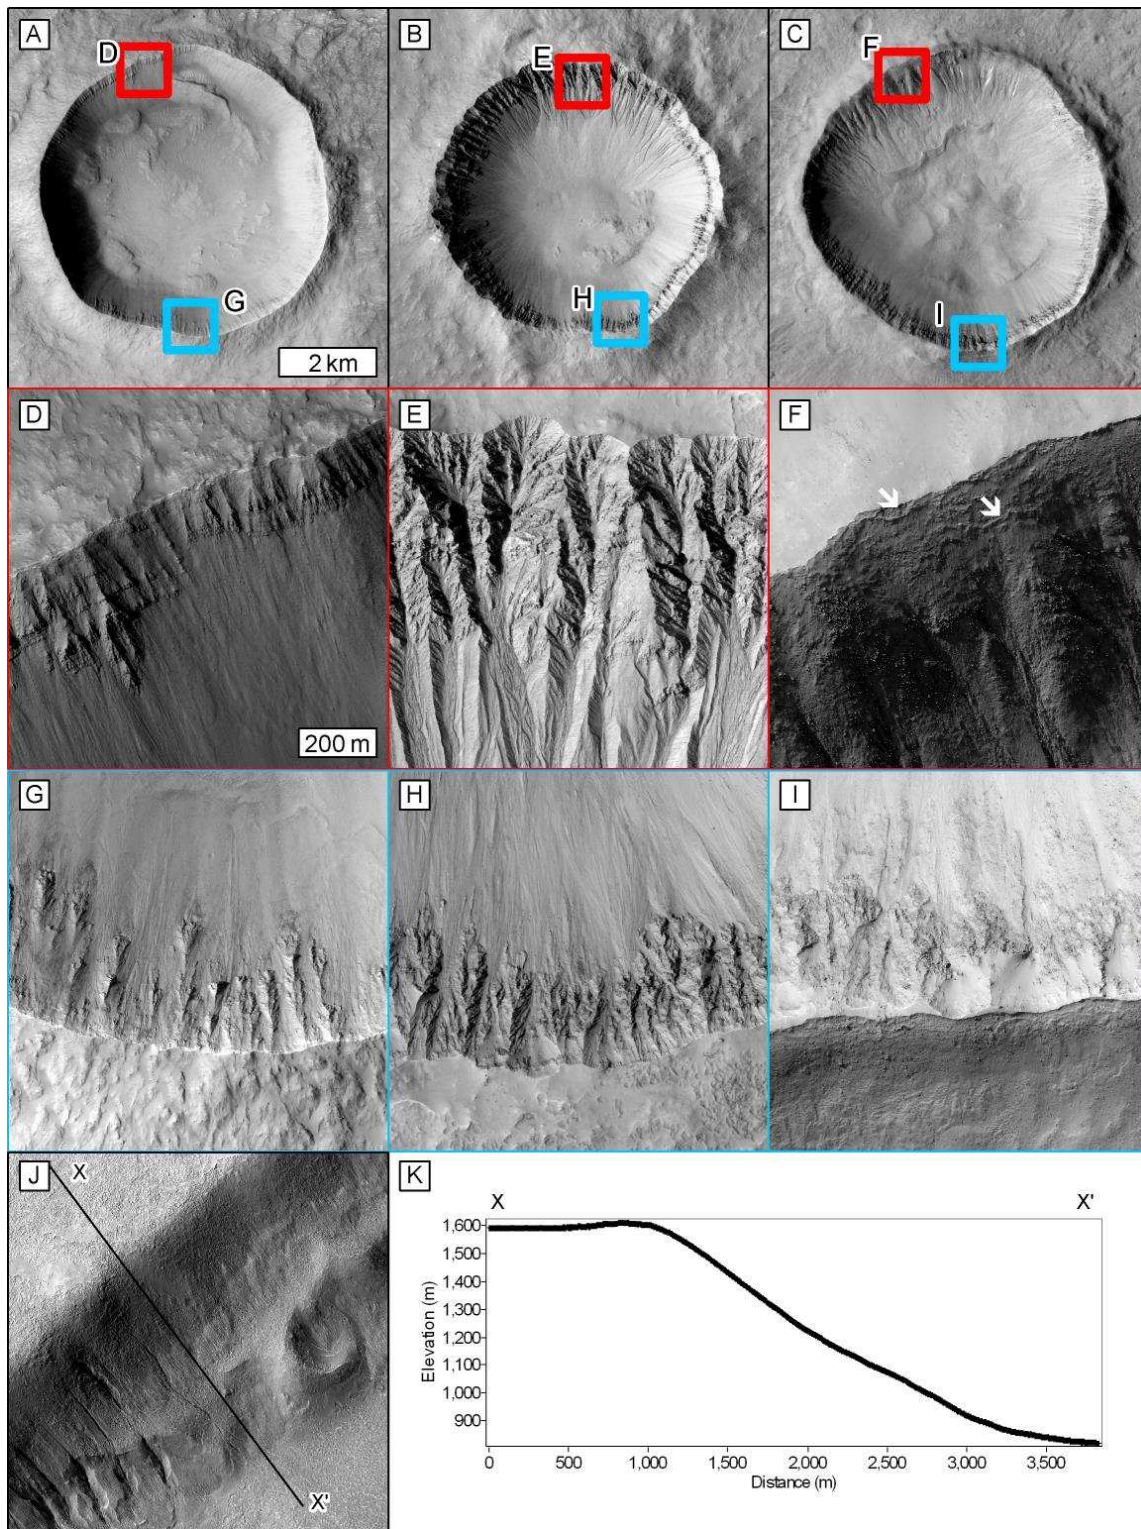 A
B
C
D
E
F
G
H
I
2 km
D
E
F
200 m
G
H
I
J
X
X'
K
X
X'
1,600
1,500
1,400
1,300
1,200
1,100
1,000
900
Elevation (m)
0
500
1,000
1,500
2,000
2,500
3,000
3,500
Distance (m)